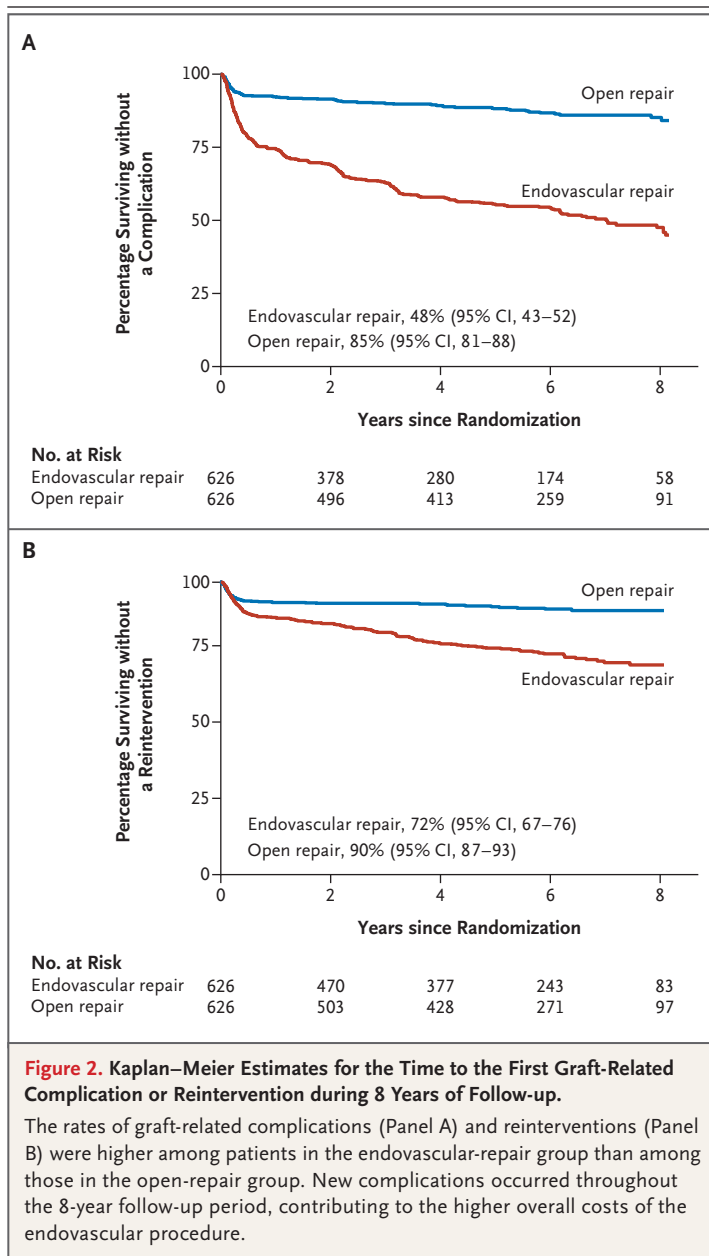 A
100
75
50
25
0
Percentage Surviving without
a Complication
Open repair
Endovascular repair
Endovascular repair, 48% (95% CI, 43–52)
Open repair, 85% (95% CI, 81–88)
0 2 4 6 8
Years since Randomization
No. at Risk
Endovascular repair 626 378 280 174 58
Open repair 626 496 413 259 91
B
100
75
50
25
0
Percentage Surviving without
a Reintervention
Open repair
Endovascular repair
Endovascular repair, 72% (95% CI, 67–76)
Open repair, 90% (95% CI, 87–93)
0 2 4 6 8
Years since Randomization
No. at Risk
Endovascular repair 626 470 377 243 83
Open repair 626 503 428 271 97
Figure 2. Kaplan–Meier Estimates for the Time to the First Graft-Related
Complication or Reintervention during 8 Years of Follow-up.
The rates of graft-related complications (Panel A) and reinterventions (Panel
B) were higher among patients in the endovascular-repair group than among
those in the open-repair group. New complications occurred throughout
the 8-year follow-up period, contributing to the higher overall costs of the
endovascular procedure.